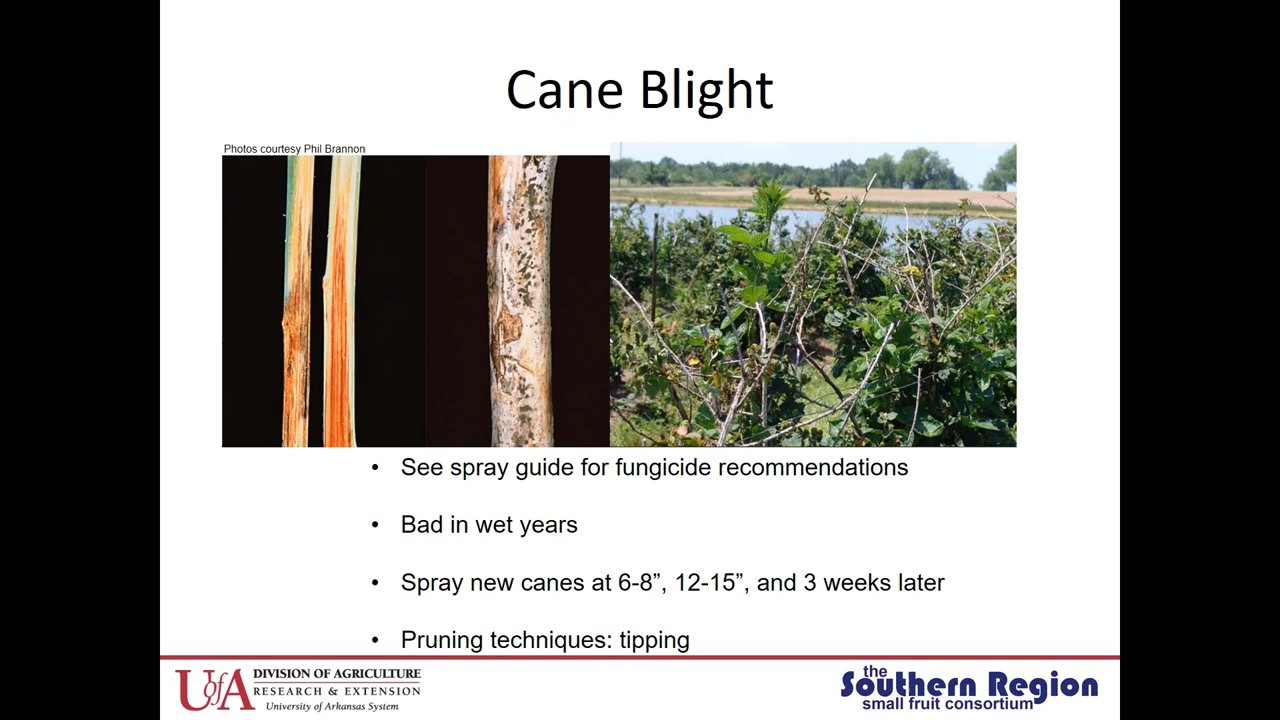 Cane Blight
Photos courtesy Phil Brannon
• See spray guide for fungicide recommendations
• Bad in wet years
• Spray new canes at 6-8”, 12-15”, and 3 weeks later
• Pruning techniques: tipping
UofA DIVISION OF AGRICULTURE
RESEARCH & EXTENSION
University of Arkansas System
the
Southern Region
small fruit consortium